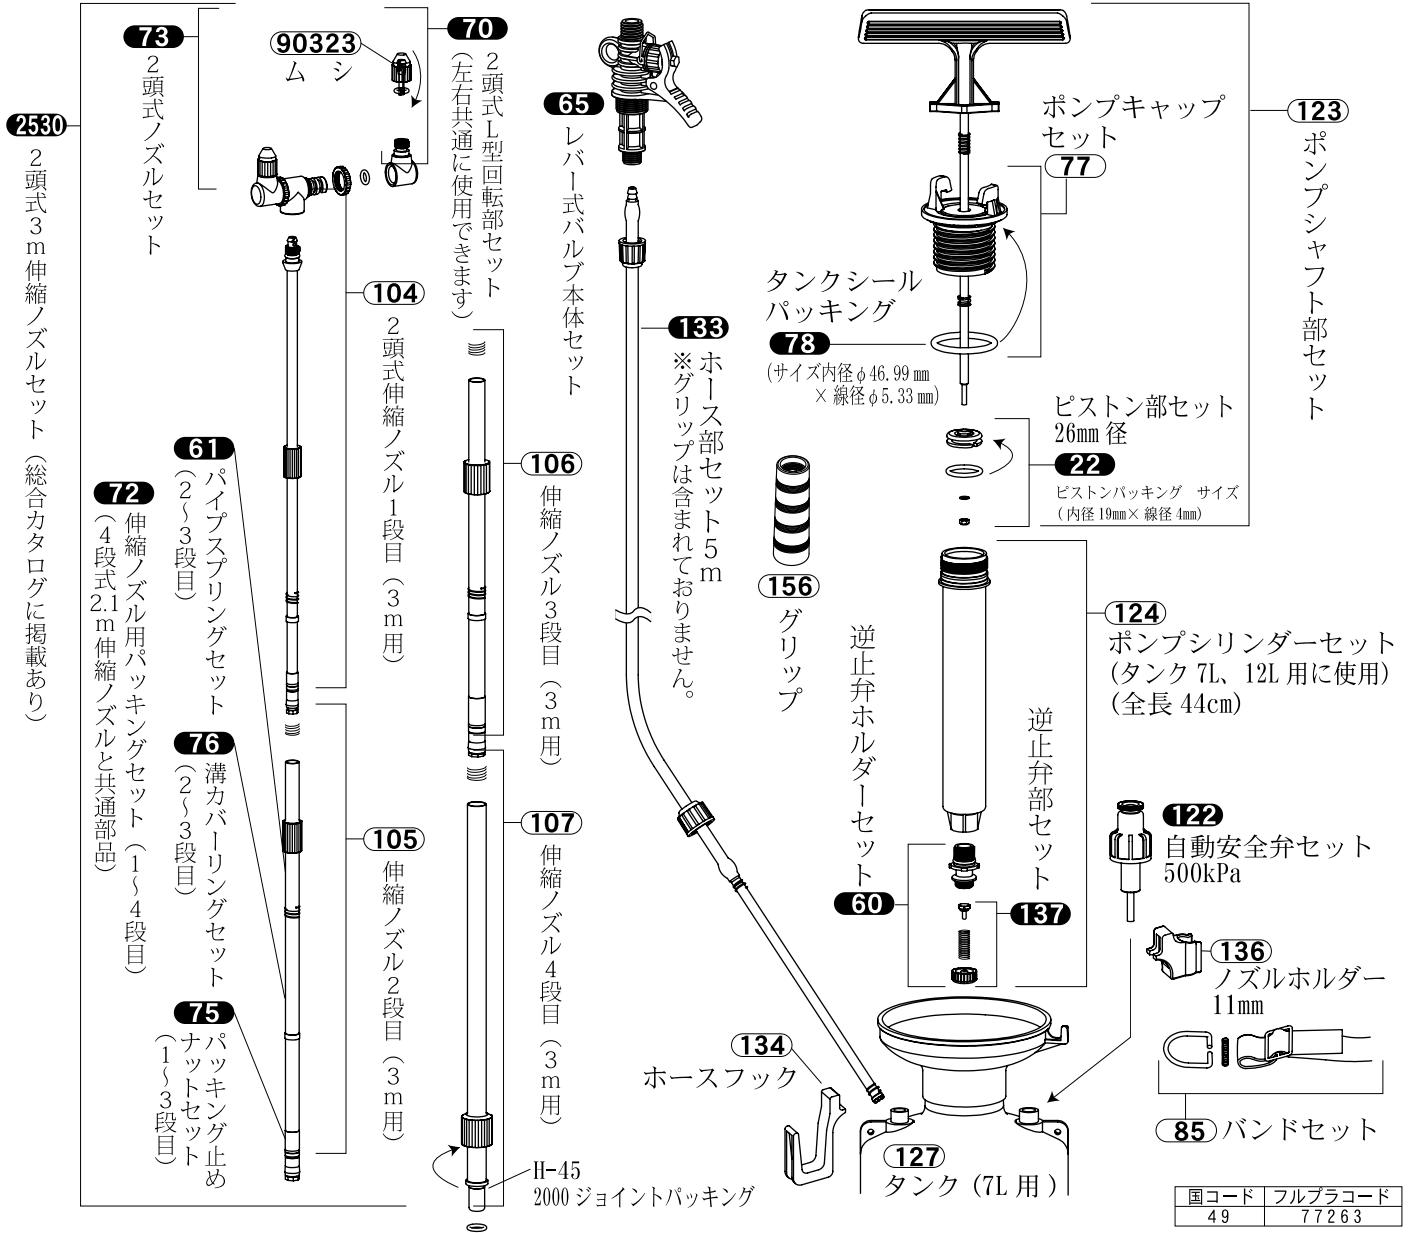 2530
2頭式3m伸縮ノズルセット（総合カタログに掲載あり）
73
2頭式ノズルセット
90323
ムシ
70
2頭式L型回転部セット
（左右共通に使用できます）
104
2頭式伸縮ノズル1段目（3m用）
61
パイプスプリングセット
（2～3段目）
72
伸縮ノズル用パッキングセット（1～4段目）
（4段式2.1m伸縮ノズルと共通部品）
76
溝カバーリングセット
（2～3段目）
75
パッキング止め
ナットセット
（1～3段目）
105
伸縮ノズル2段目（3m用）
106
伸縮ノズル3段目（3m用）
107
伸縮ノズル4段目（3m用）
H-45
2000 ジョイントパッキング
65
レバー式バルブ本体セット
133
ホース部セット5m
※グリップは含まれておりません。
ポンプキャップ
セット
77
タンクシール
パッキング
78
(サイズ内径φ46.99mm
×線径φ5.33mm)
123
ポンプシャフト部セット
ピストン部セット
26mm 径
22
ピストンパッキング サイズ
(内径19mm×線径4mm)
156
グリップ
124
ポンプシリンダーセット
(タンク 7L、12L 用に使用)
(全長 44cm)
逆止弁ホルダーセット
60
逆止弁部セット
137
122
自動安全弁セット
500kPa
136
ノズルホルダー
11mm
134
ホースフック
85
バンドセット
127
タンク（7L 用）
国コード フルプラコード
49 77263